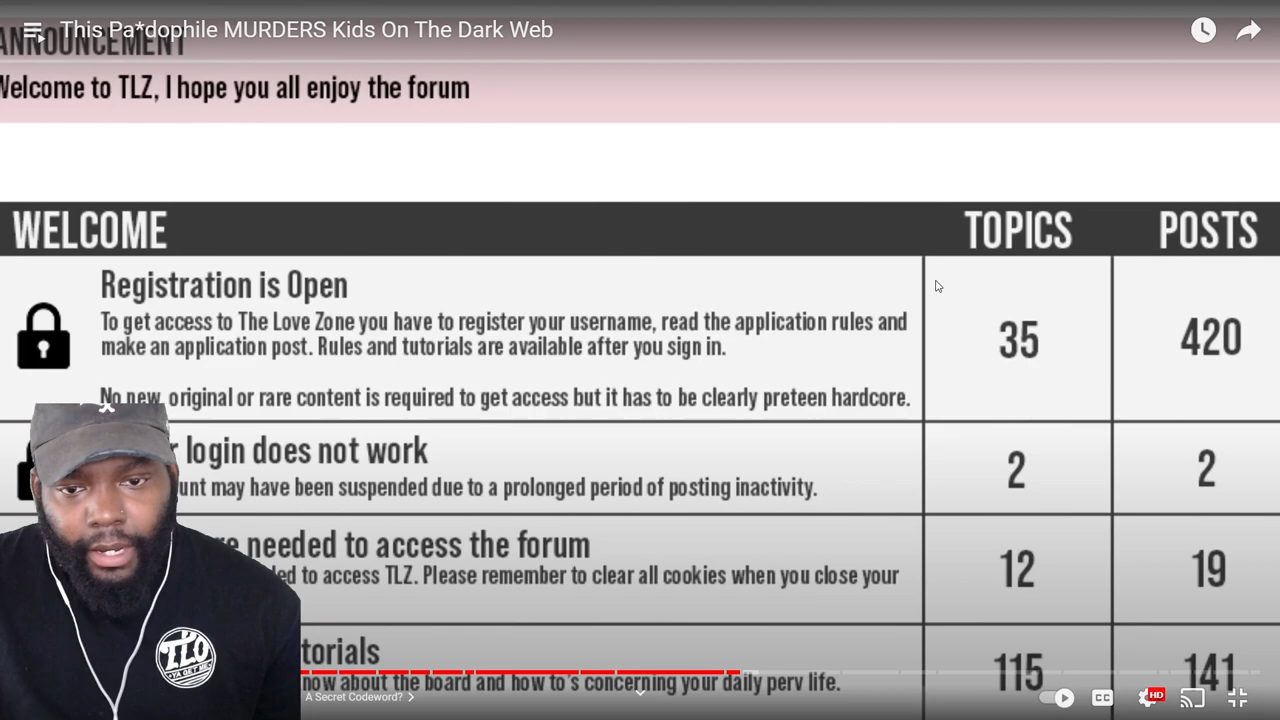 This Pa*dophile MURDERS Kids On The Dark Web
ANNOUNCEMENT
Welcome to TLZ, I hope you all enjoy the forum
WELCOME TOPICS POSTS
Registration is Open
To get access to The Love Zone you have to register your username, read the application rules and
make an application post. Rules and tutorials are available after you sign in.
35 420
No new, original or rare content is required to get access but it has to be clearly preteen hardcore.
login does not work
may have been suspended due to a prolonged period of posting inactivity.
2 2
needed to access the forum
to access TLZ. Please remember to clear all cookies when you close your
12 19
about the board and how to's concerning your daily perv life.
115 141
TLO
YA GET ME
A Secret Codeword?
CC
HD